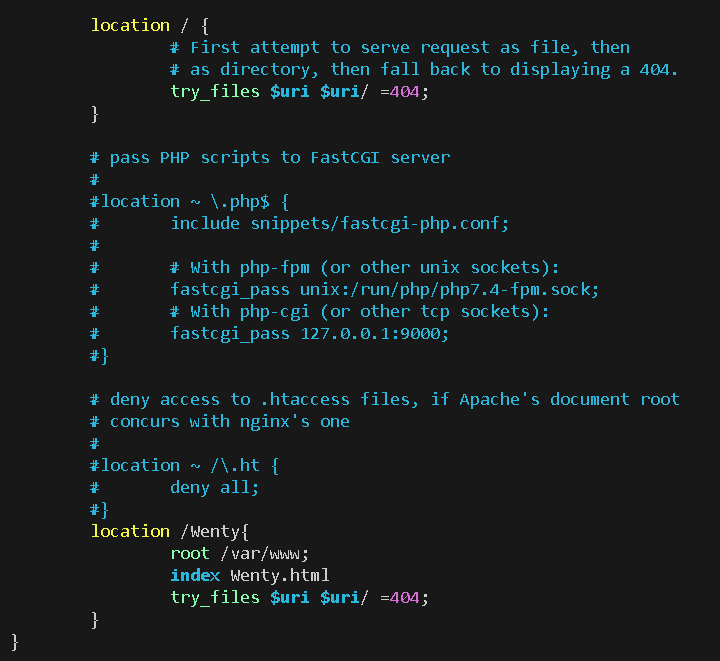 location / {
# First attempt to serve request as file, then
# as directory, then fall back to displaying a 404.
try_files $uri $uri/ =404;
}
# pass PHP scripts to FastCGI server
#
#location ~ \.php$ {
# include snippets/fastcgi-php.conf;
#
# # With php-fpm (or other unix sockets):
# fastcgi_pass unix:/run/php/php7.4-fpm.sock;
# # With php-cgi (or other tcp sockets):
# fastcgi_pass 127.0.0.1:9000;
#}
# deny access to .htaccess files, if Apache's document root
# concurs with nginx's one
#
#location ~ /\.ht {
# deny all;
#}
location /Wenty{
root /var/www;
index Wenty.html
try_files $uri $uri/ =404;
}
}